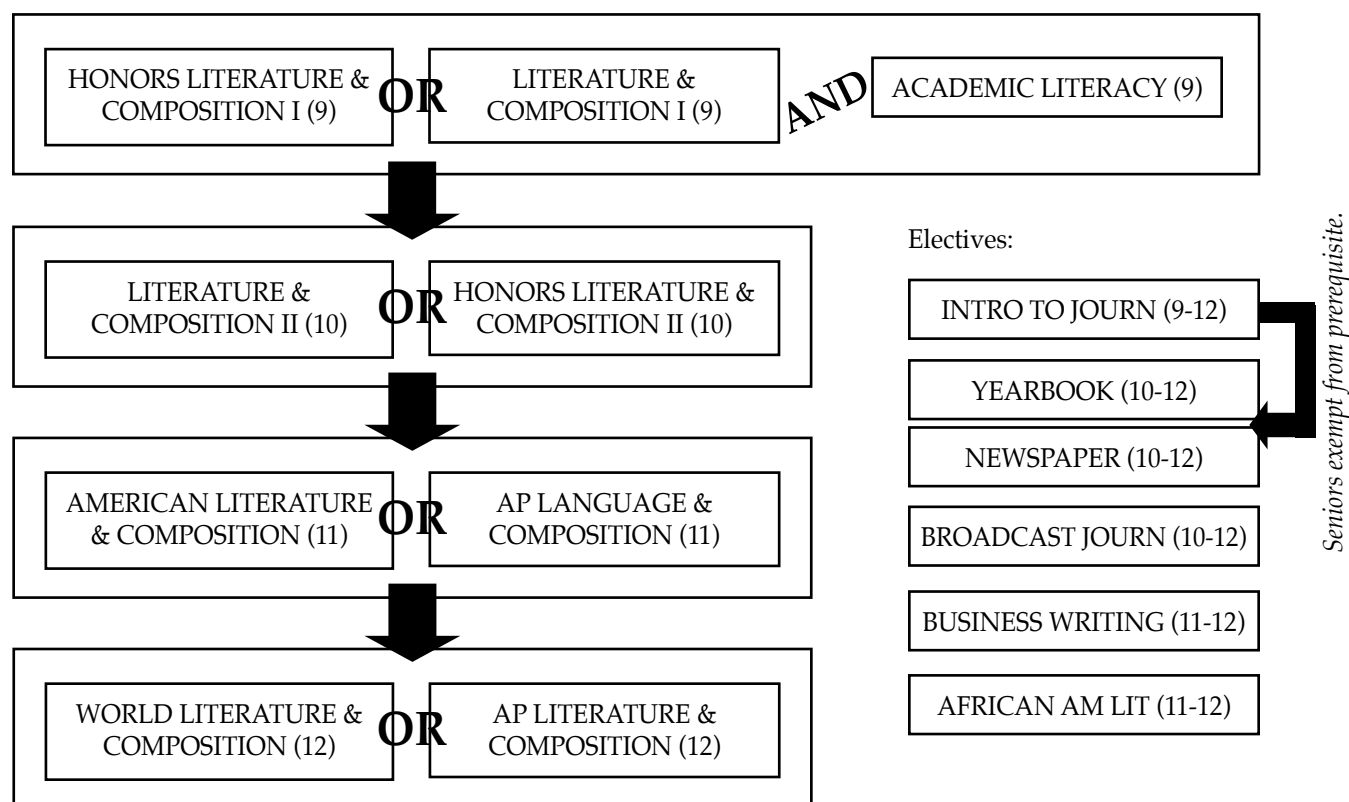 HONORS LITERATURE &
COMPOSITION I (9)
OR
LITERATURE &
COMPOSITION I (9)
AND
ACADEMIC LITERACY (9)
LITERATURE &
COMPOSITION II (10)
OR
HONORS LITERATURE &
COMPOSITION II (10)
AMERICAN LITERATURE
& COMPOSITION (11)
OR
AP LANGUAGE &
COMPOSITION (11)
WORLD LITERATURE &
COMPOSITION (12)
OR
AP LITERATURE &
COMPOSITION (12)
Electives:
INTRO TO JOURN (9-12)
YEARBOOK (10-12)
NEWSPAPER (10-12)
BROADCAST JOURN (10-12)
BUSINESS WRITING (11-12)
AFRICAN AM LIT (11-12)
Seniors exempt from prerequisite.